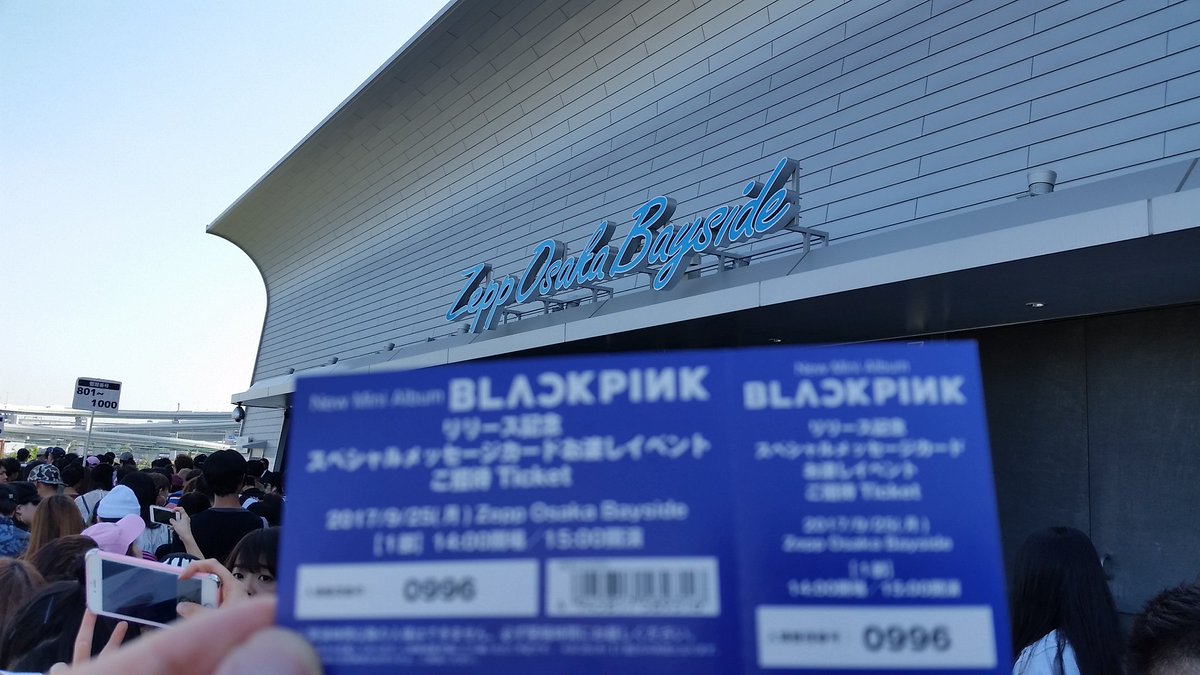 Zepp Osaka Bayside
801~
1000
New Mini Album BLACKPINK
リリース記念
スペシャルメッセージカードお渡しイベント
ご招待 Ticket
2017/9/25(月) Zepp Osaka Bayside
[1部] 14:00開場／15:00開演
0996
New Mini Album
BLACKPINK
リリース記念
スペシャルメッセージカード
お渡しイベント
ご招待 Ticket
2017/9/25(月)
Zepp Osaka Bayside
[1部]
14:00開場／15:00開演
0996